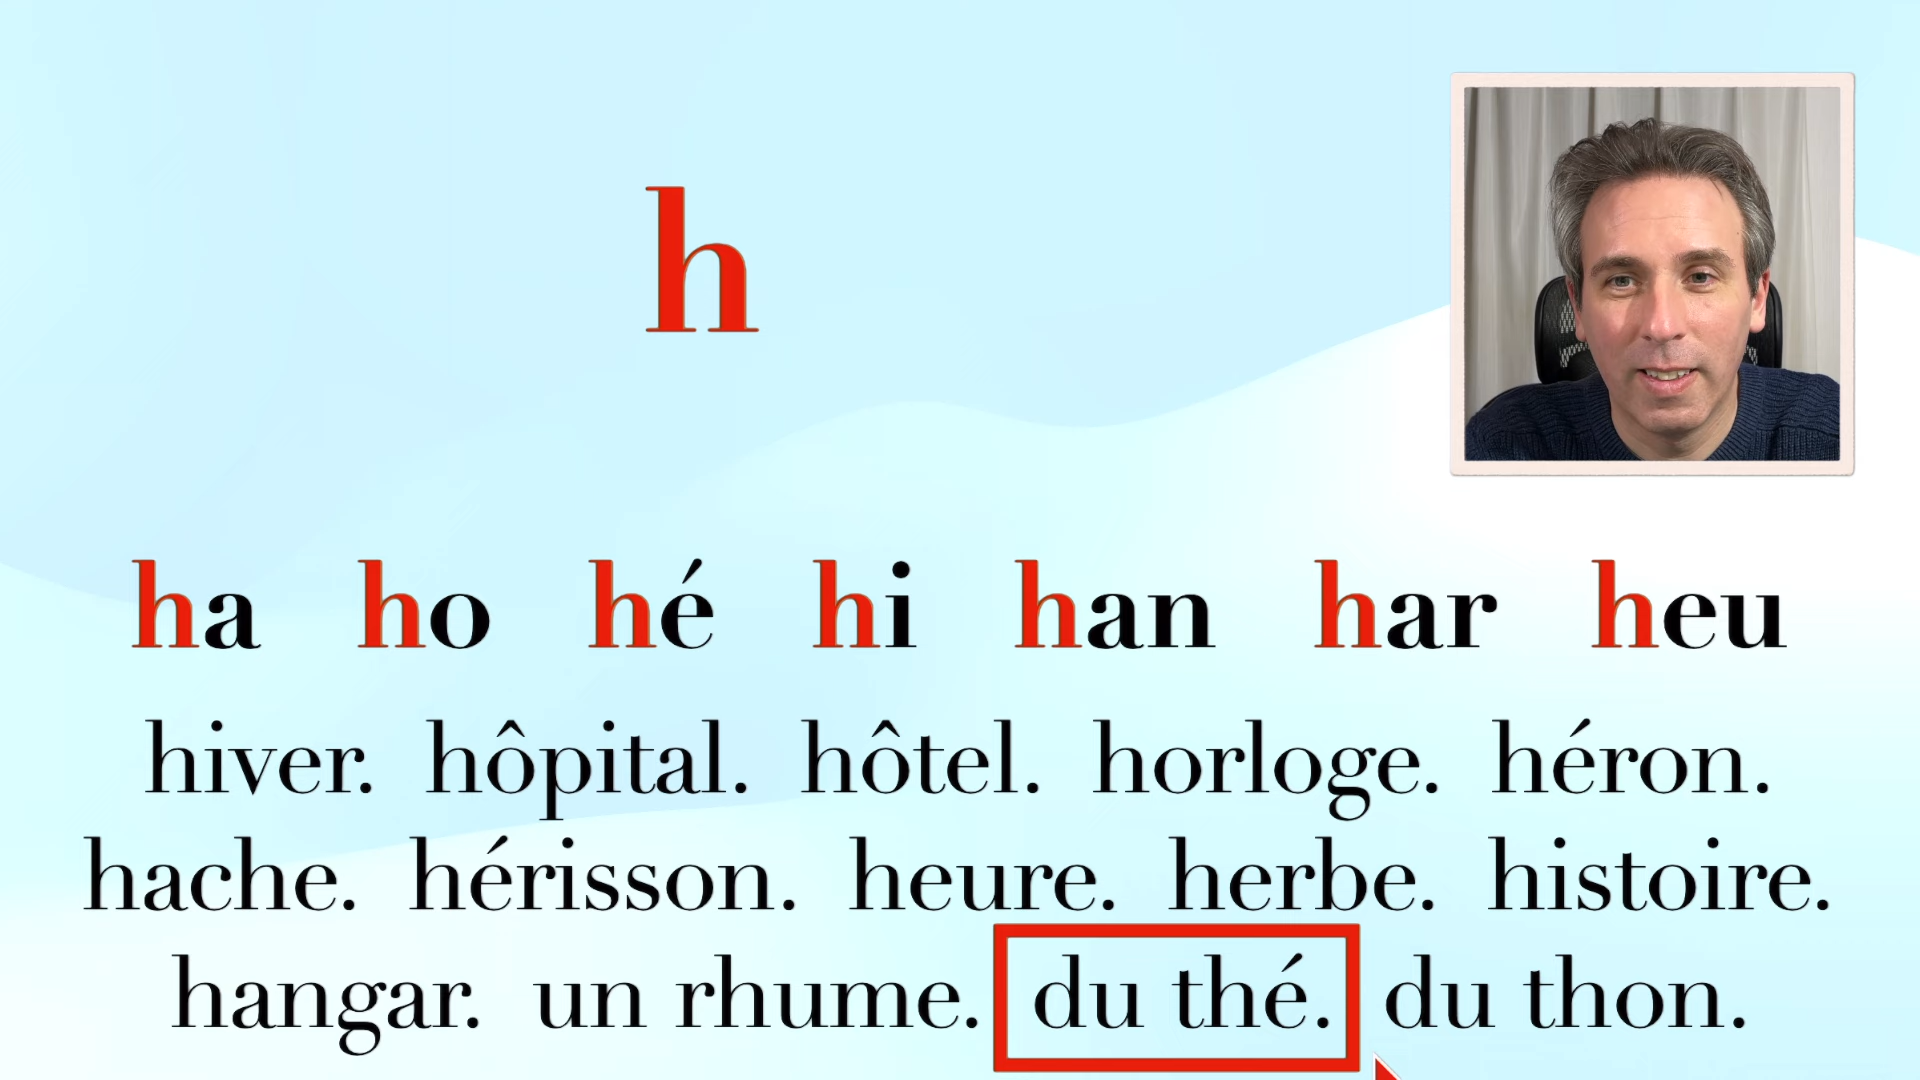 h
ha ho hé hi han har heu
hiver. hôpital. hôtel. horloge. héron.
hache. hérisson. heure. herbe. histoire.
hangar. un rhume. du thé. du thon.